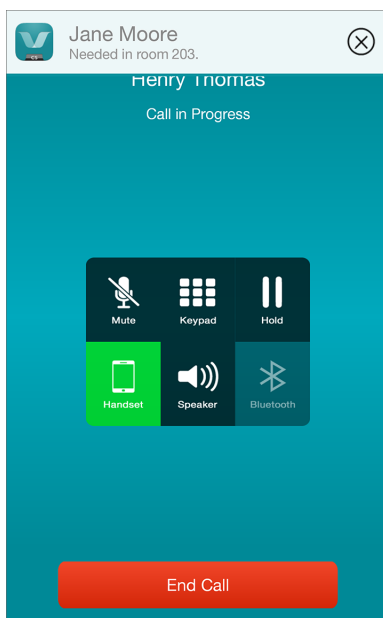 Jane Moore
Needed in room 203.
Henry Thomas
Call in Progress
Mute
Keypad
Hold
Handset
Speaker
Bluetooth
End Call